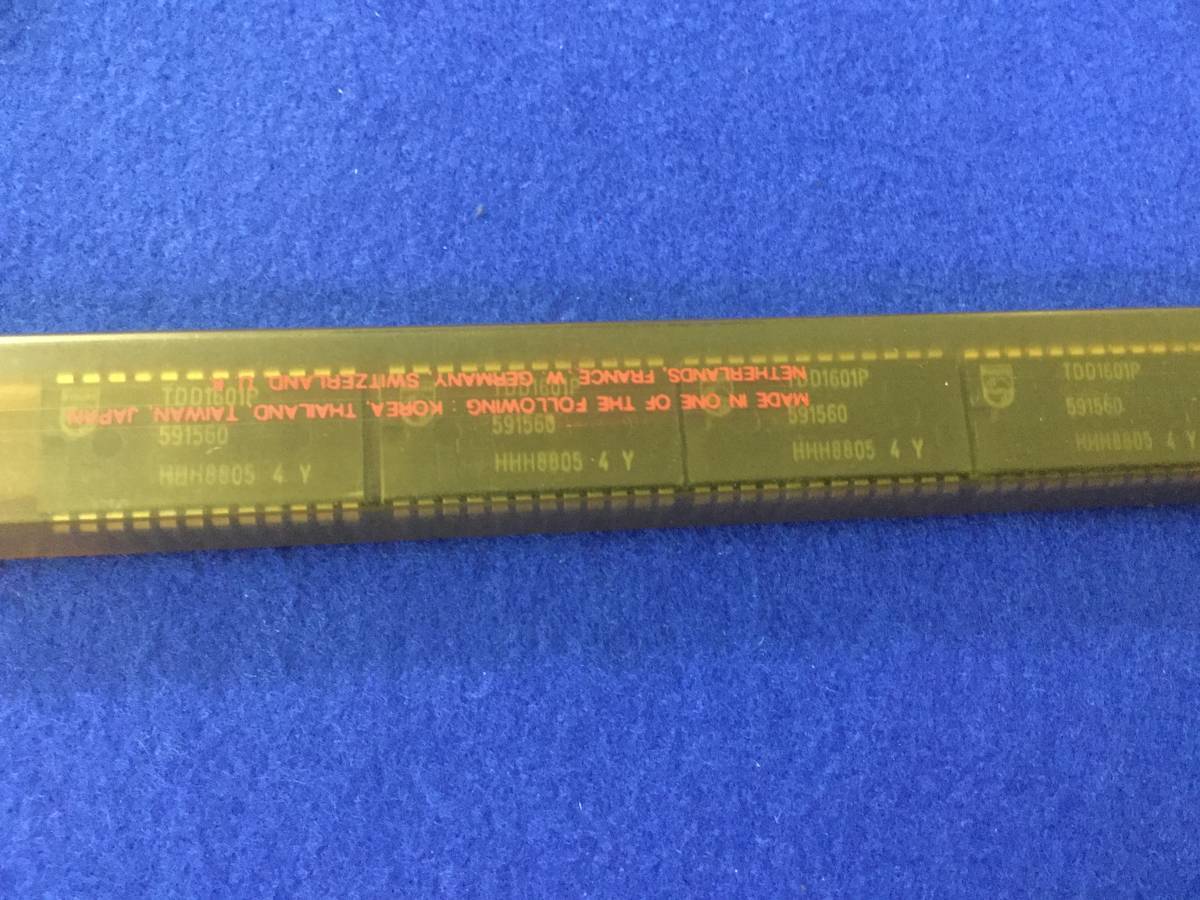 MADE IN ONE OF THE FOLLOWING : KOREA, THAILAND, TAIWAN, JAPAN,
NETHERLANDS, FRANCE, W GERMANY SWITZERLAND,
TDD1601P
591560
HHH8805 4 Y
591560
HHH8805 4 Y
TDD1601P
591560
HHH8805 4 Y
TDD1601P
591560
HHH8805 4 Y